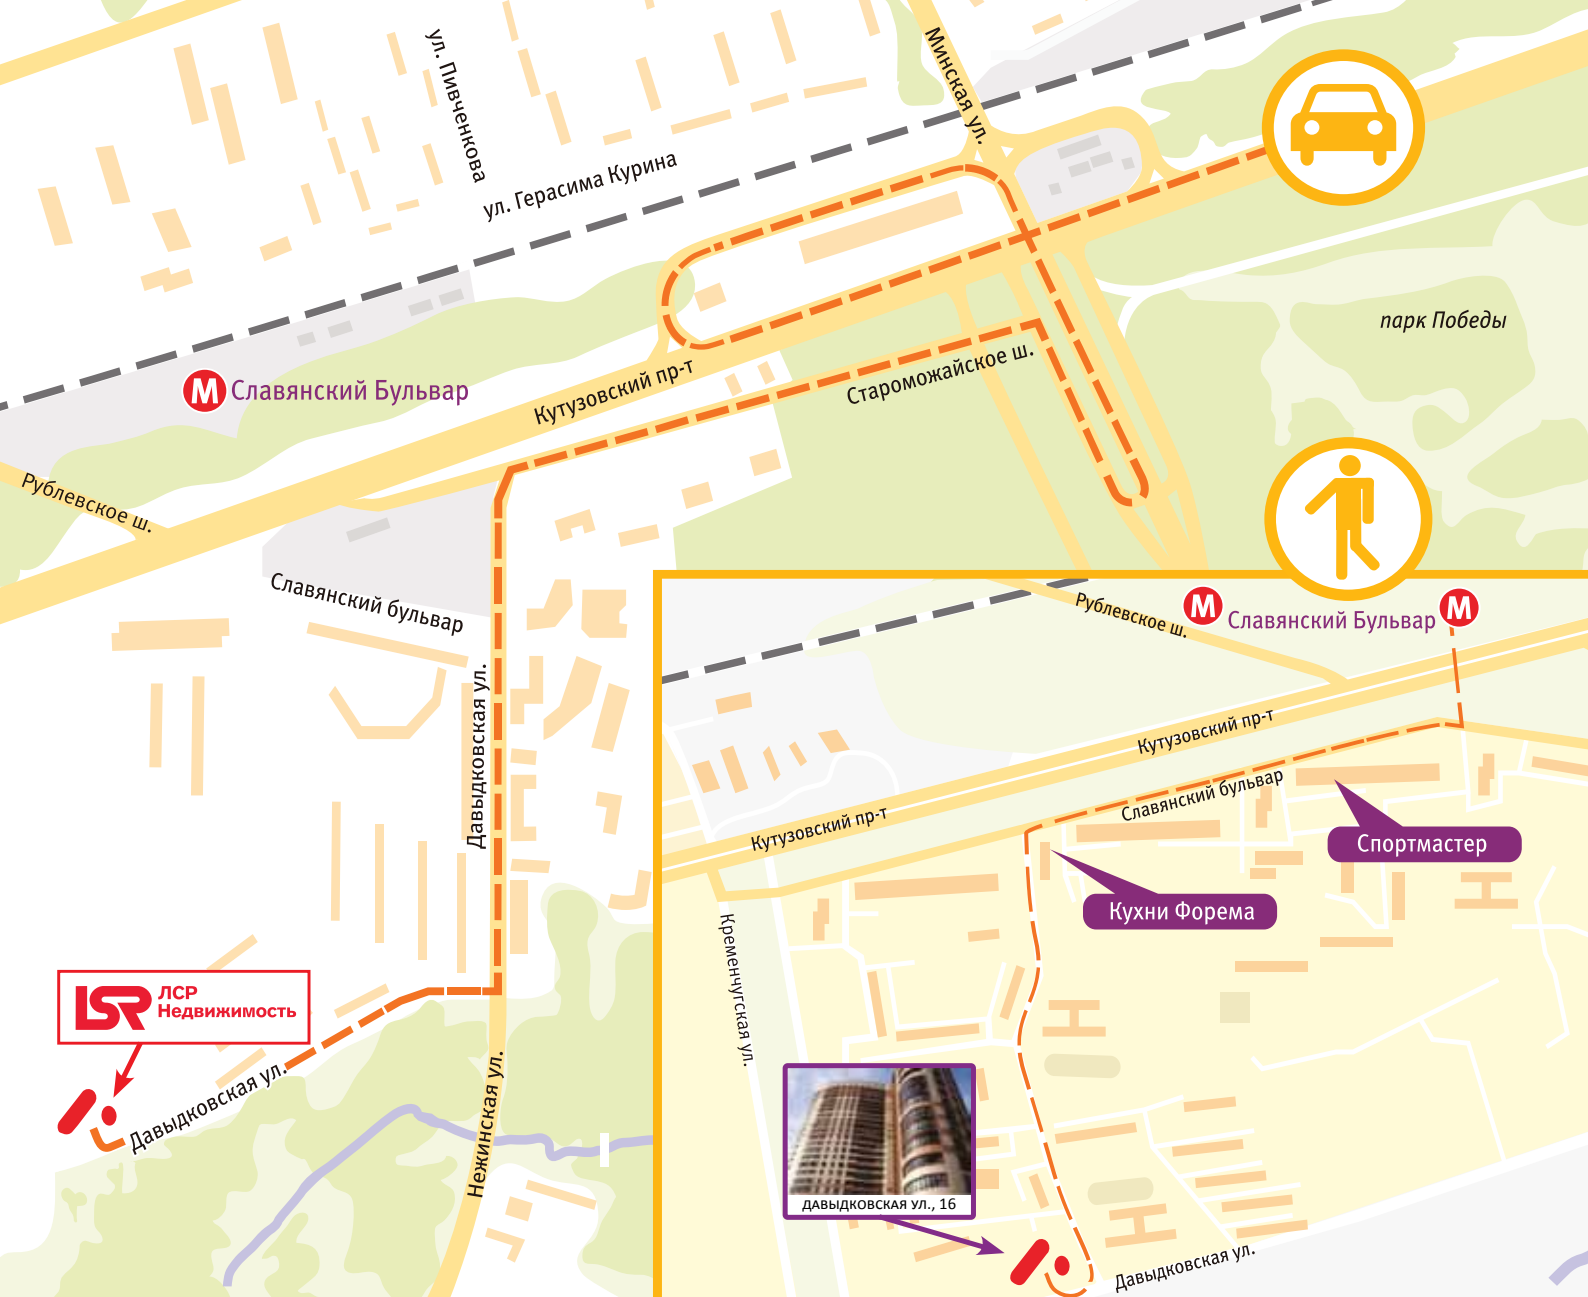 ул. Пивченкова
Минская ул.
ул. Герасима Курина
парк Победы
М Славянский Бульвар
Кутузовский пр-т
Староможайское ш.
Рублевское ш.
Славянский бульвар
Давыдковская ул.
LSR ЛСР
Недвижимость
Давыдковская ул.
Нежинская ул.
Рублевское ш.
М Славянский Бульвар М
Кутузовский пр-т
Славянский бульвар
Кутузовский пр-т
Спортмастер
Кухни Форема
Кременчугская ул.
ДАВЫДКОВСКАЯ УЛ., 16
Давыдковская ул.